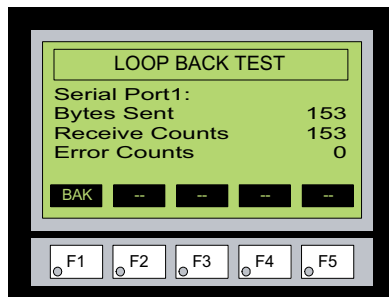 LOOP BACK TEST
Serial Port1:
Bytes Sent 153
Receive Counts 153
Error Counts 0
BAK -- -- -- --
F1 F2 F3 F4 F5